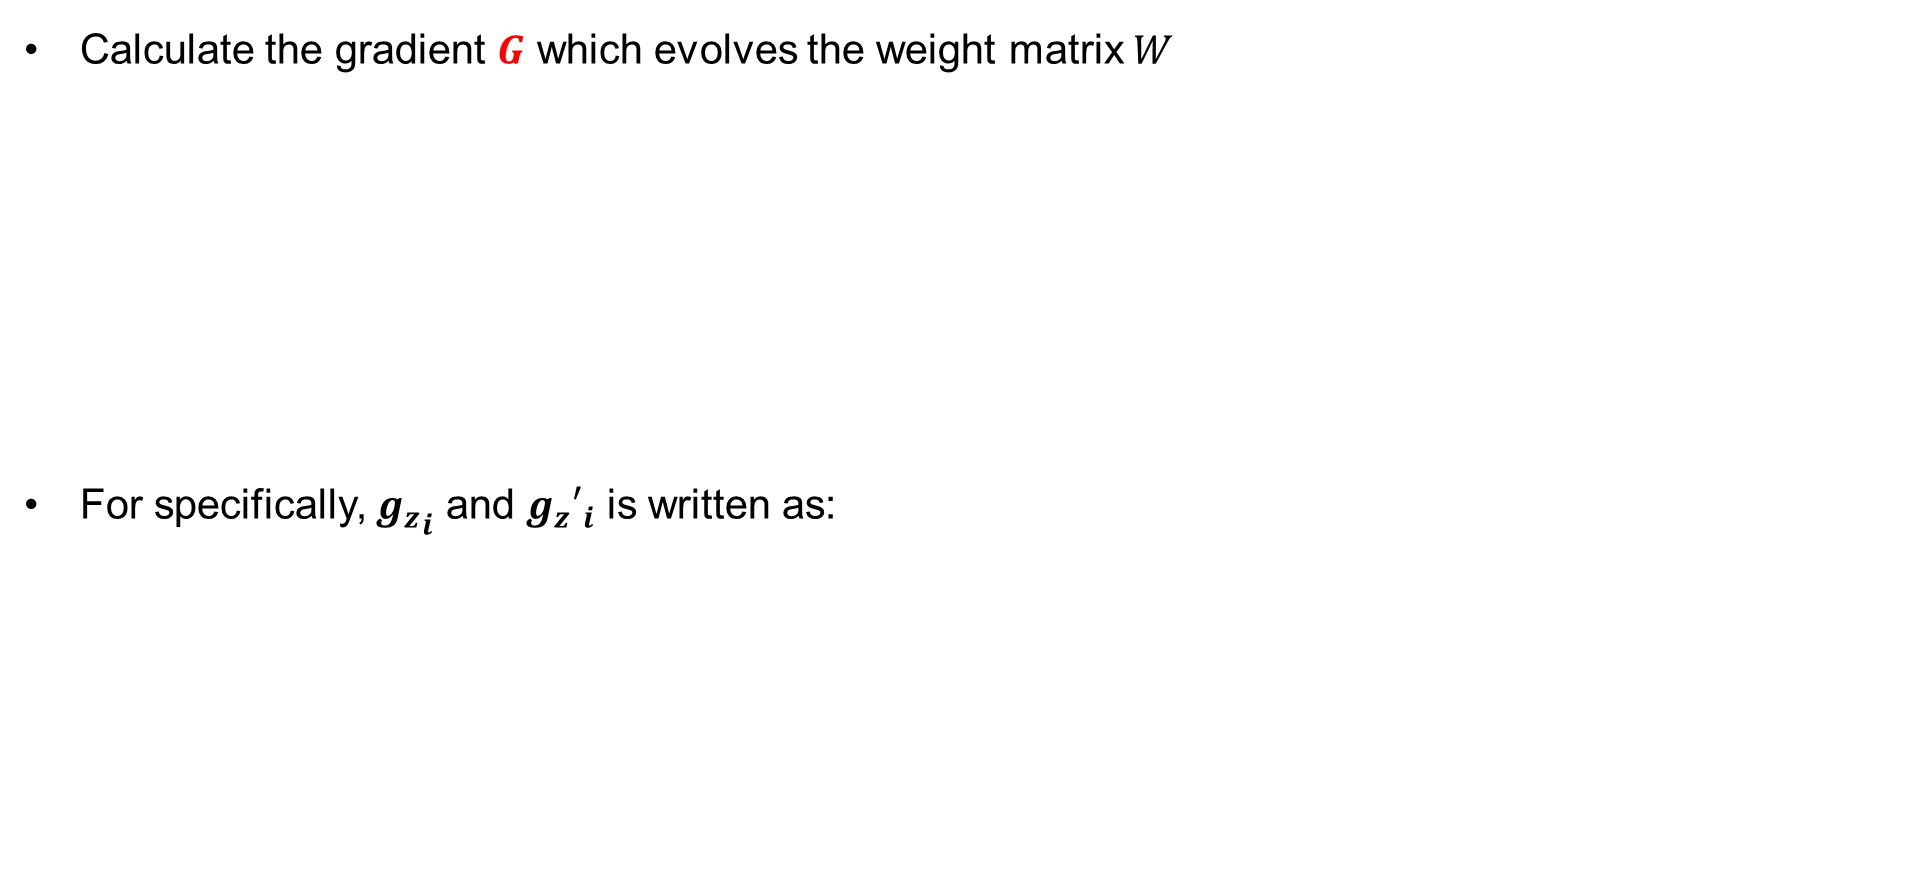 • Calculate the gradient G which evolves the weight matrix W
• For specifically, g_{z_i} and g_{z'_i} is written as: